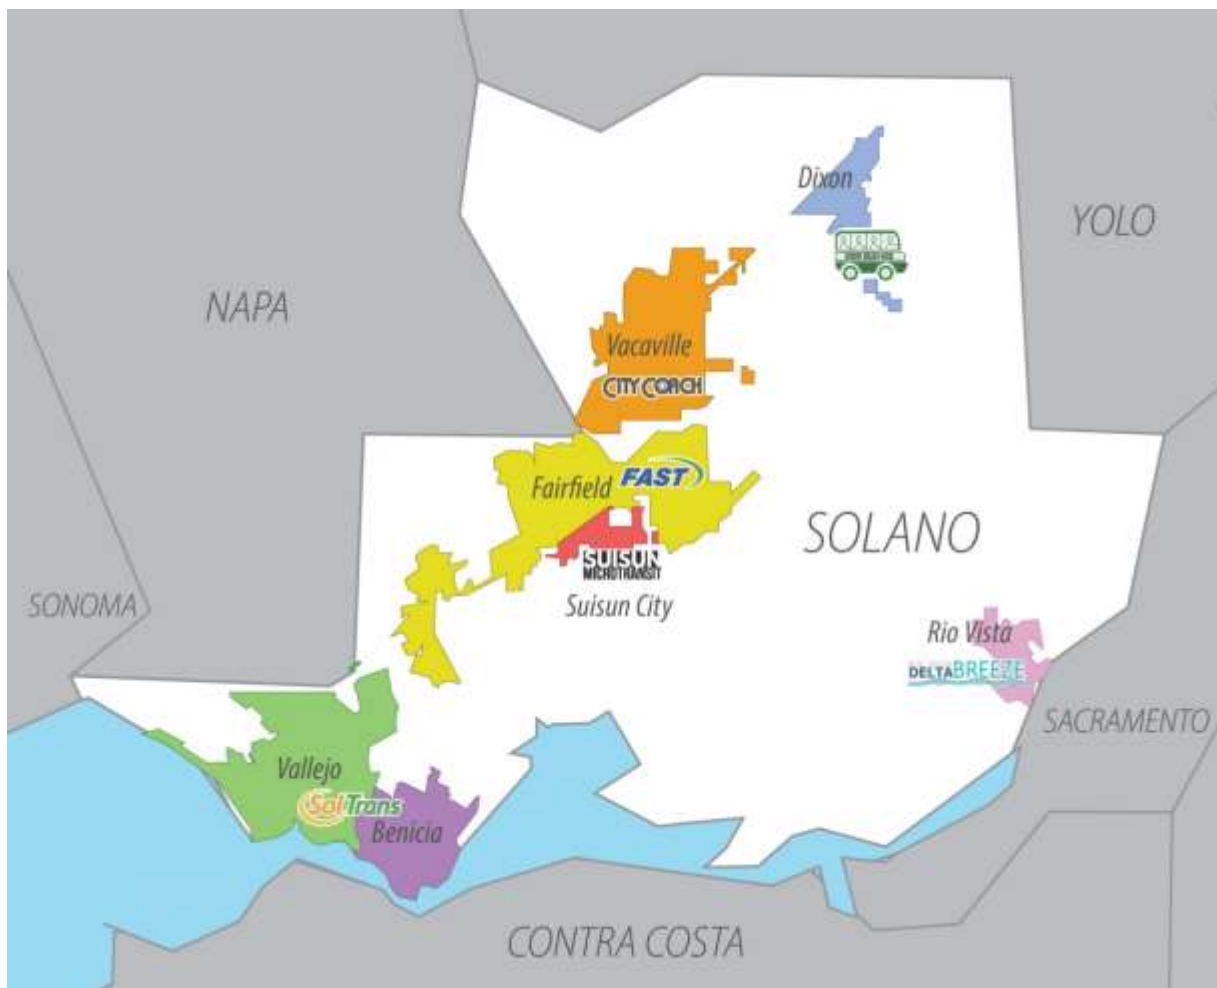 Dixon
YOLO
NAPA
Vacaville
CITY COACH
Fairfield
FAST
SOLANO
SUISUN
MICROTRANSIT
Suisun City
SONOMA
Rio Vista
DELTA BREEZE
SACRAMENTO
Vallejo
SolTrans
Benicia
CONTRA COSTA